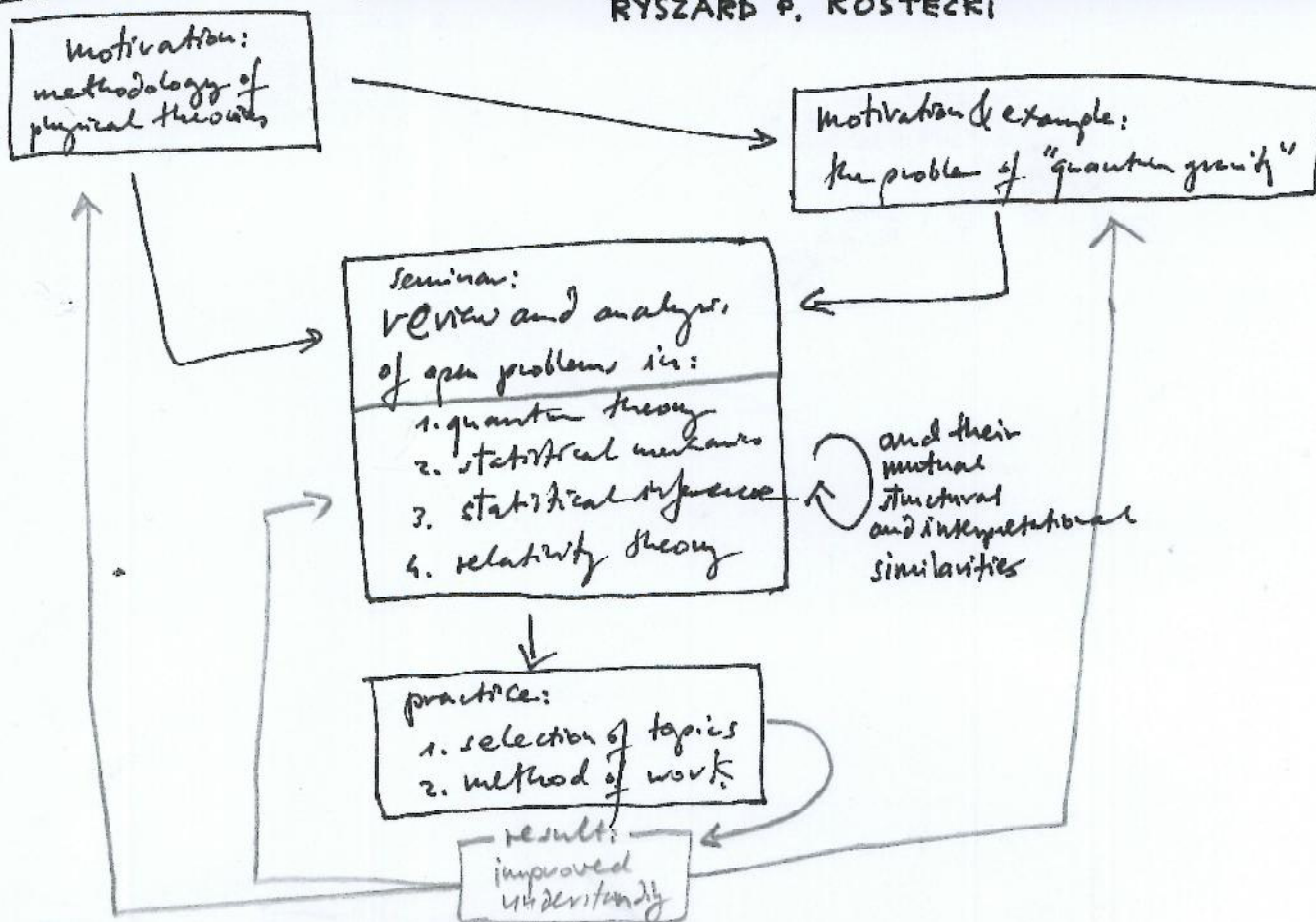 RYSZARD P. KOSTECKI
motivation:
methodology of
physical theories
motivation & example:
the problem of "quantum gravity"
seminar:
review and analysis
of open problems in:
1. quantum theory
2. statistical mechanics
3. statistical inference
4. relativity theory
and their
mutual
structural
and interpretational
similarities
practice:
1. selection of topics
2. method of work
result:
improved
understanding